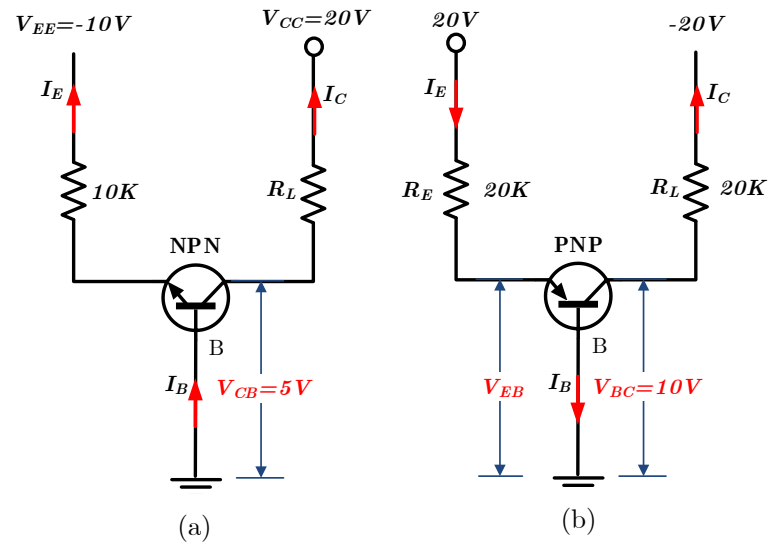 V_EE=-10V
V_CC=20V
I_E
I_C
10K
R_L
NPN
B
I_B
V_CB=5V
(a)
20V
-20V
I_E
I_C
R_E
20K
R_L
20K
PNP
B
V_EB
I_B
V_BC=10V
(b)